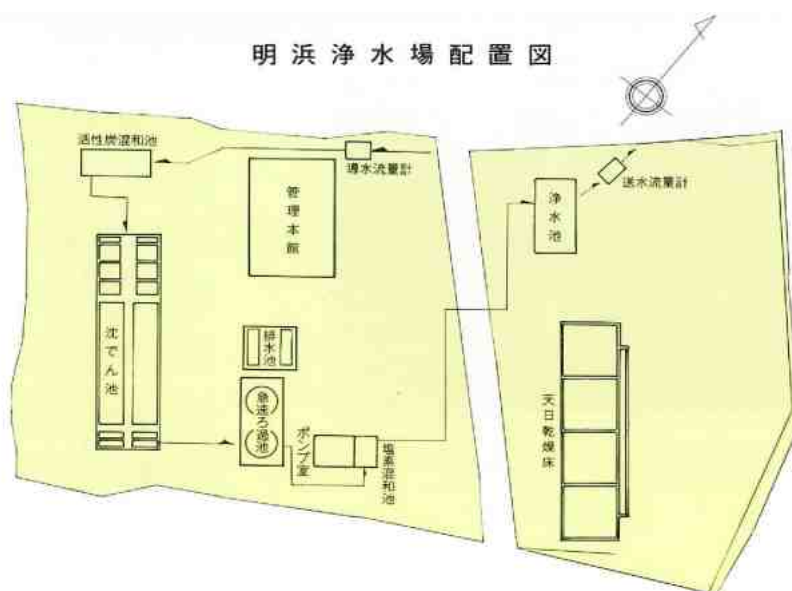 明浜浄水場配置図
活性炭混和池
導水流量計
管理本館
浄水池
送水流量計
沈でん池
排水池
急速ろ過池
ポンプ室
塩素混和池
天日乾燥床